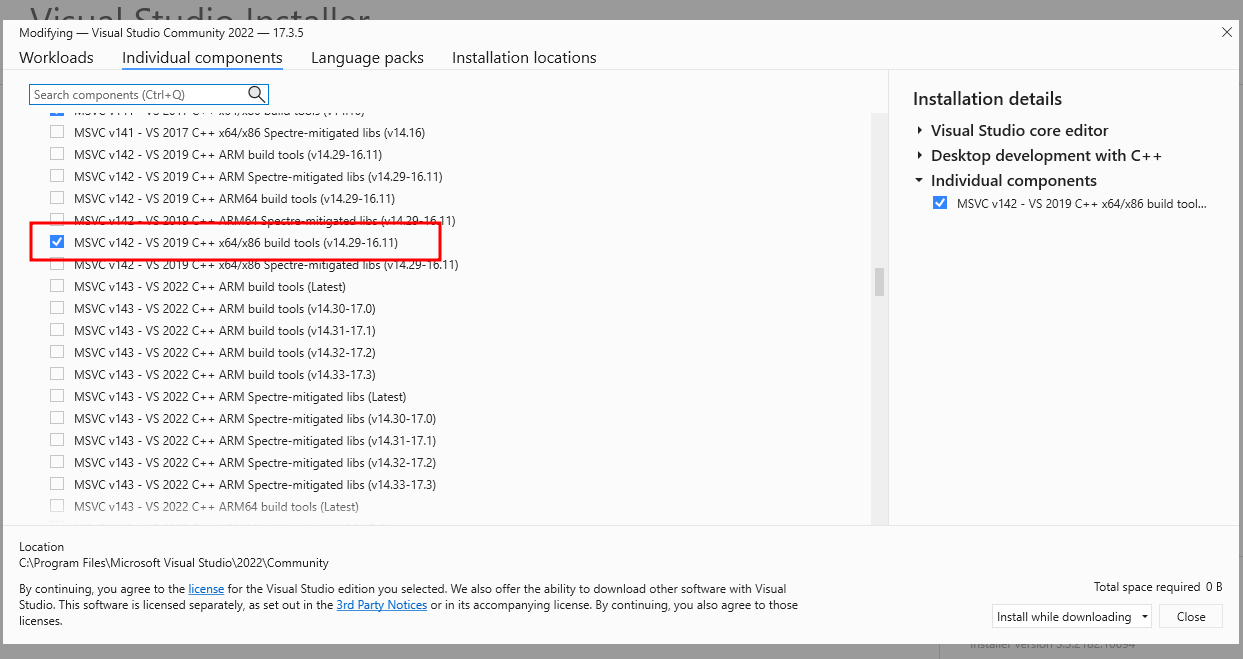 Visual Studio Installer
Modifying — Visual Studio Community 2022 — 17.3.5
Workloads
Individual components
Language packs
Installation locations
Search components (Ctrl+Q)
MSVC v141 - VS 2017 C++ x64/x86 build tools (v14.16)
MSVC v141 - VS 2017 C++ x64/x86 Spectre-mitigated libs (v14.16)
MSVC v142 - VS 2019 C++ ARM build tools (v14.29-16.11)
MSVC v142 - VS 2019 C++ ARM Spectre-mitigated libs (v14.29-16.11)
MSVC v142 - VS 2019 C++ ARM64 build tools (v14.29-16.11)
MSVC v142 - VS 2019 C++ ARM64 Spectre-mitigated libs (v14.29-16.11)
MSVC v142 - VS 2019 C++ x64/x86 build tools (v14.29-16.11)
MSVC v142 - VS 2019 C++ x64/x86 Spectre-mitigated libs (v14.29-16.11)
MSVC v143 - VS 2022 C++ ARM build tools (Latest)
MSVC v143 - VS 2022 C++ ARM build tools (v14.30-17.0)
MSVC v143 - VS 2022 C++ ARM build tools (v14.31-17.1)
MSVC v143 - VS 2022 C++ ARM build tools (v14.32-17.2)
MSVC v143 - VS 2022 C++ ARM build tools (v14.33-17.3)
MSVC v143 - VS 2022 C++ ARM Spectre-mitigated libs (Latest)
MSVC v143 - VS 2022 C++ ARM Spectre-mitigated libs (v14.30-17.0)
MSVC v143 - VS 2022 C++ ARM Spectre-mitigated libs (v14.31-17.1)
MSVC v143 - VS 2022 C++ ARM Spectre-mitigated libs (v14.32-17.2)
MSVC v143 - VS 2022 C++ ARM Spectre-mitigated libs (v14.33-17.3)
MSVC v143 - VS 2022 C++ ARM64 build tools (Latest)
Installation details
Visual Studio core editor
Desktop development with C++
Individual components
MSVC v142 - VS 2019 C++ x64/x86 build tool...
Location
C:\Program Files\Microsoft Visual Studio\2022\Community
By continuing, you agree to the license for the Visual Studio edition you selected. We also offer the ability to download other software with Visual
Studio. This software is licensed separately, as set out in the 3rd Party Notices or in its accompanying license. By continuing, you also agree to those
licenses.
Total space required 0 B
Install while downloading
Close